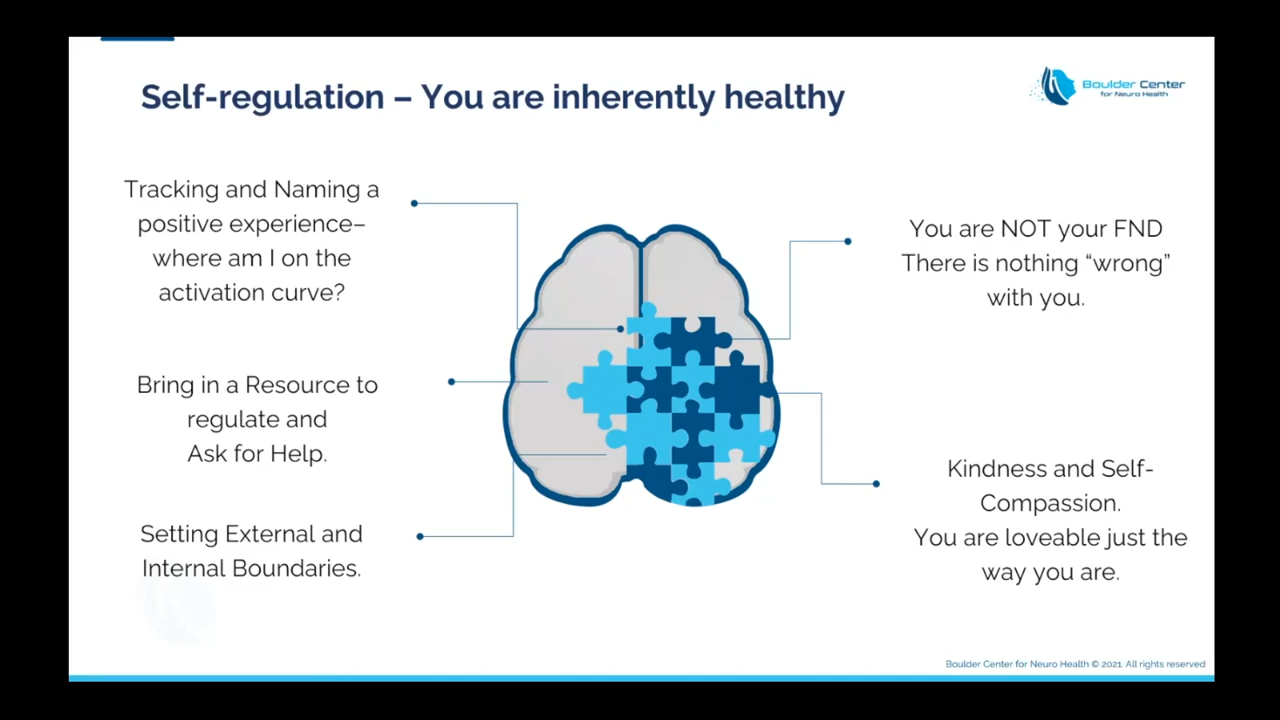 Self-regulation – You are inherently healthy
Boulder Center
for Neuro Health
Tracking and Naming a
positive experience–
where am I on the
activation curve?
Bring in a Resource to
regulate and
Ask for Help.
Setting External and
Internal Boundaries.
You are NOT your FND
There is nothing “wrong”
with you.
Kindness and Self-
Compassion.
You are loveable just the
way you are.
Boulder Center for Neuro Health © 2021. All rights reserved